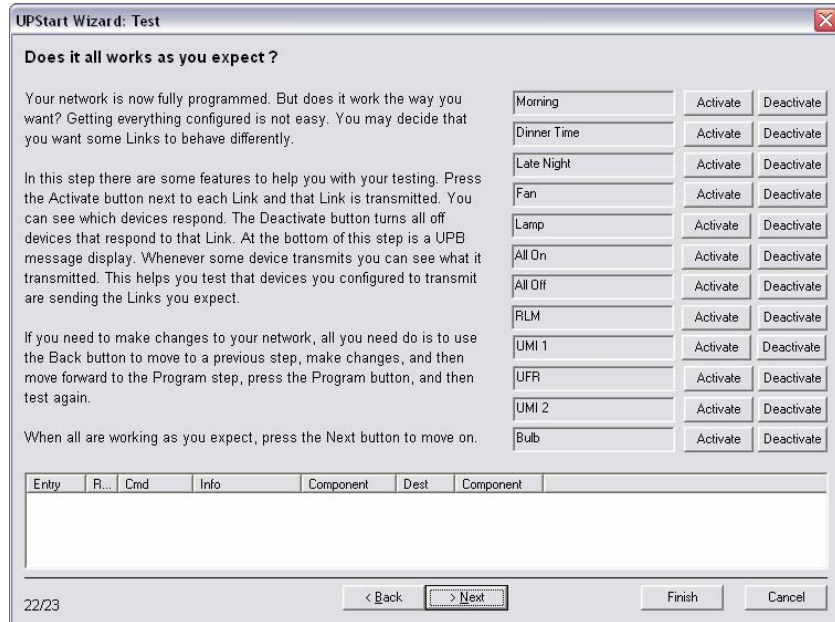 UPStart Wizard: Test
Does it all works as you expect ?
Your network is now fully programmed. But does it work the way you
want? Getting everything configured is not easy. You may decide that
you want some Links to behave differently.
In this step there are some features to help you with your testing. Press
the Activate button next to each Link and that Link is transmitted. You
can see which devices respond. The Deactivate button turns all off
devices that respond to that Link. At the bottom of this step is a UPB
message display. Whenever some device transmits you can see what it
transmitted. This helps you test that devices you configured to transmit
are sending the Links you expect.
If you need to make changes to your network, all you need do is to use
the Back button to move to a previous step, make changes, and then
move forward to the Program step, press the Program button, and then
test again.
When all are working as you expect, press the Next button to move on.
Morning Activate Deactivate
Dinner Time Activate Deactivate
Late Night Activate Deactivate
Fan Activate Deactivate
Lamp Activate Deactivate
All On Activate Deactivate
All Off Activate Deactivate
RLM Activate Deactivate
UMI 1 Activate Deactivate
UFR Activate Deactivate
UMI 2 Activate Deactivate
Bulb Activate Deactivate
Entry R... Cmd Info Component Dest Component
22/23 < Back > Next Finish Cancel